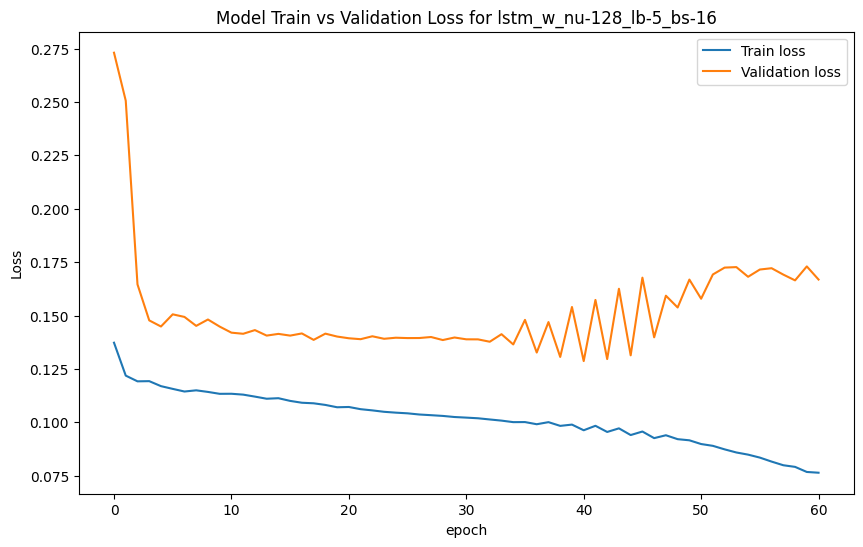 Model Train vs Validation Loss for lstm_w_nu-128_lb-5_bs-16
Train loss
Validation loss
0.275
0.250
0.225
0.200
0.175
0.150
0.125
0.100
0.075
Loss
0 10 20 30 40 50 60
epoch